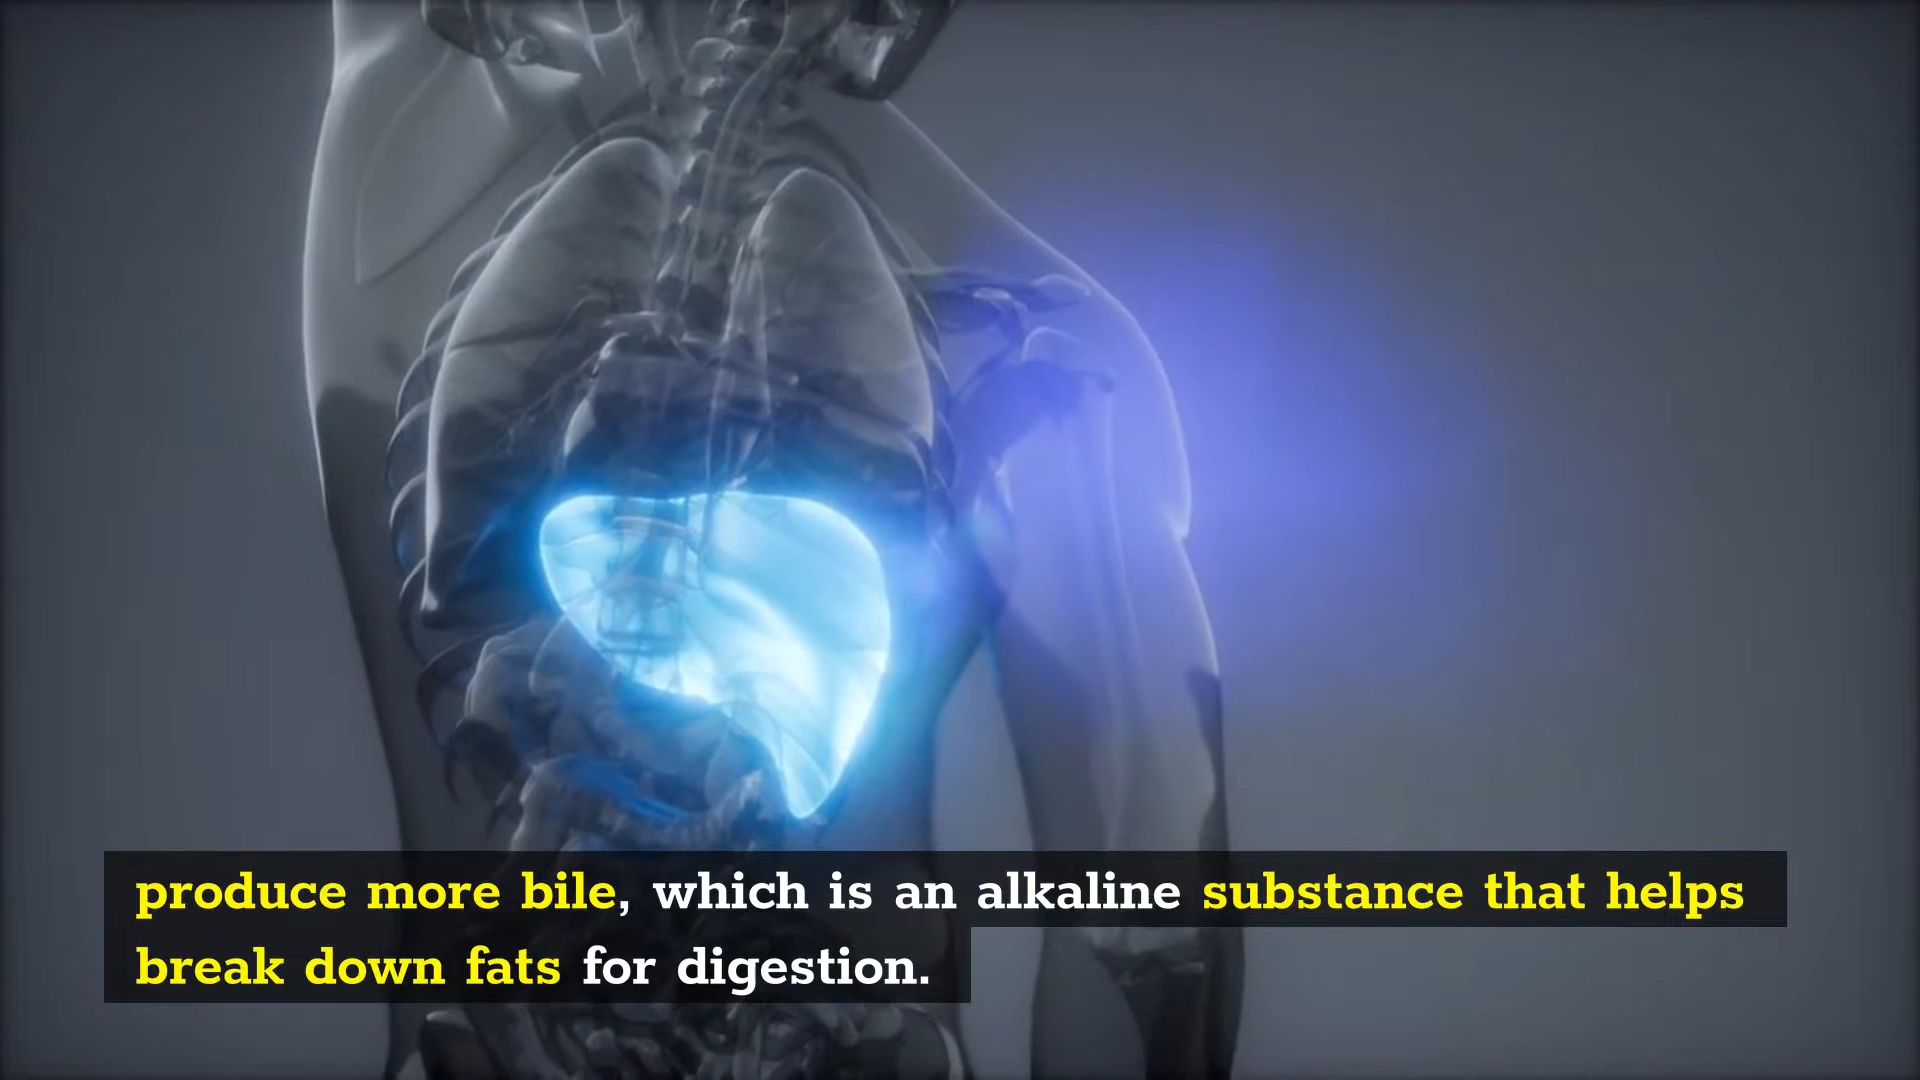 produce more bile, which is an alkaline substance that helps
break down fats for digestion.